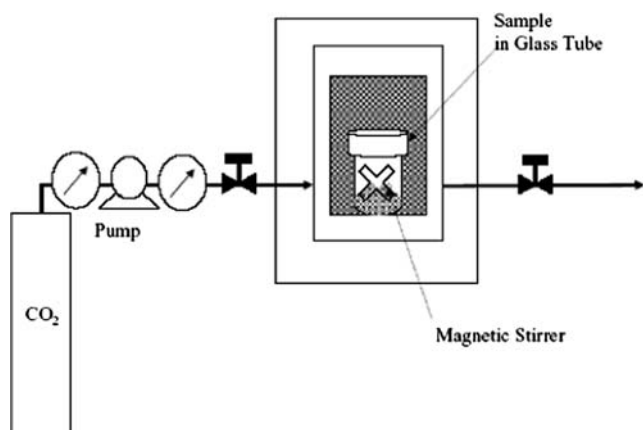 Sample
in Glass Tube
Pump
CO₂
Magnetic Stirrer